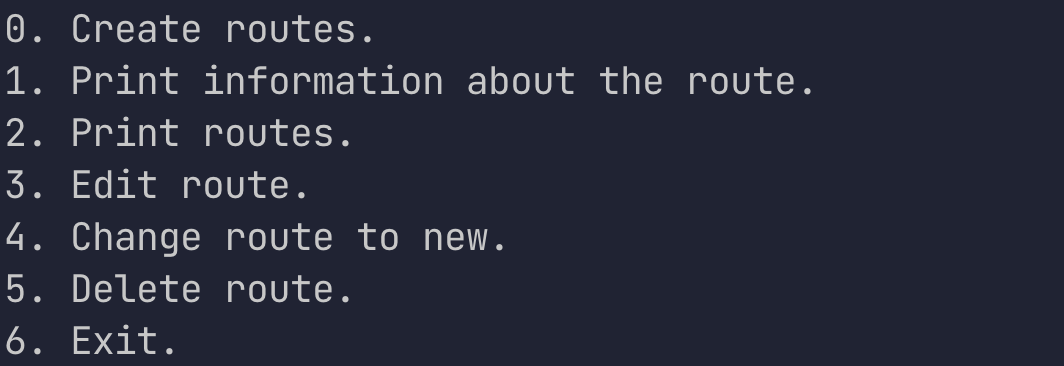 0. Create routes.
1. Print information about the route.
2. Print routes.
3. Edit route.
4. Change route to new.
5. Delete route.
6. Exit.